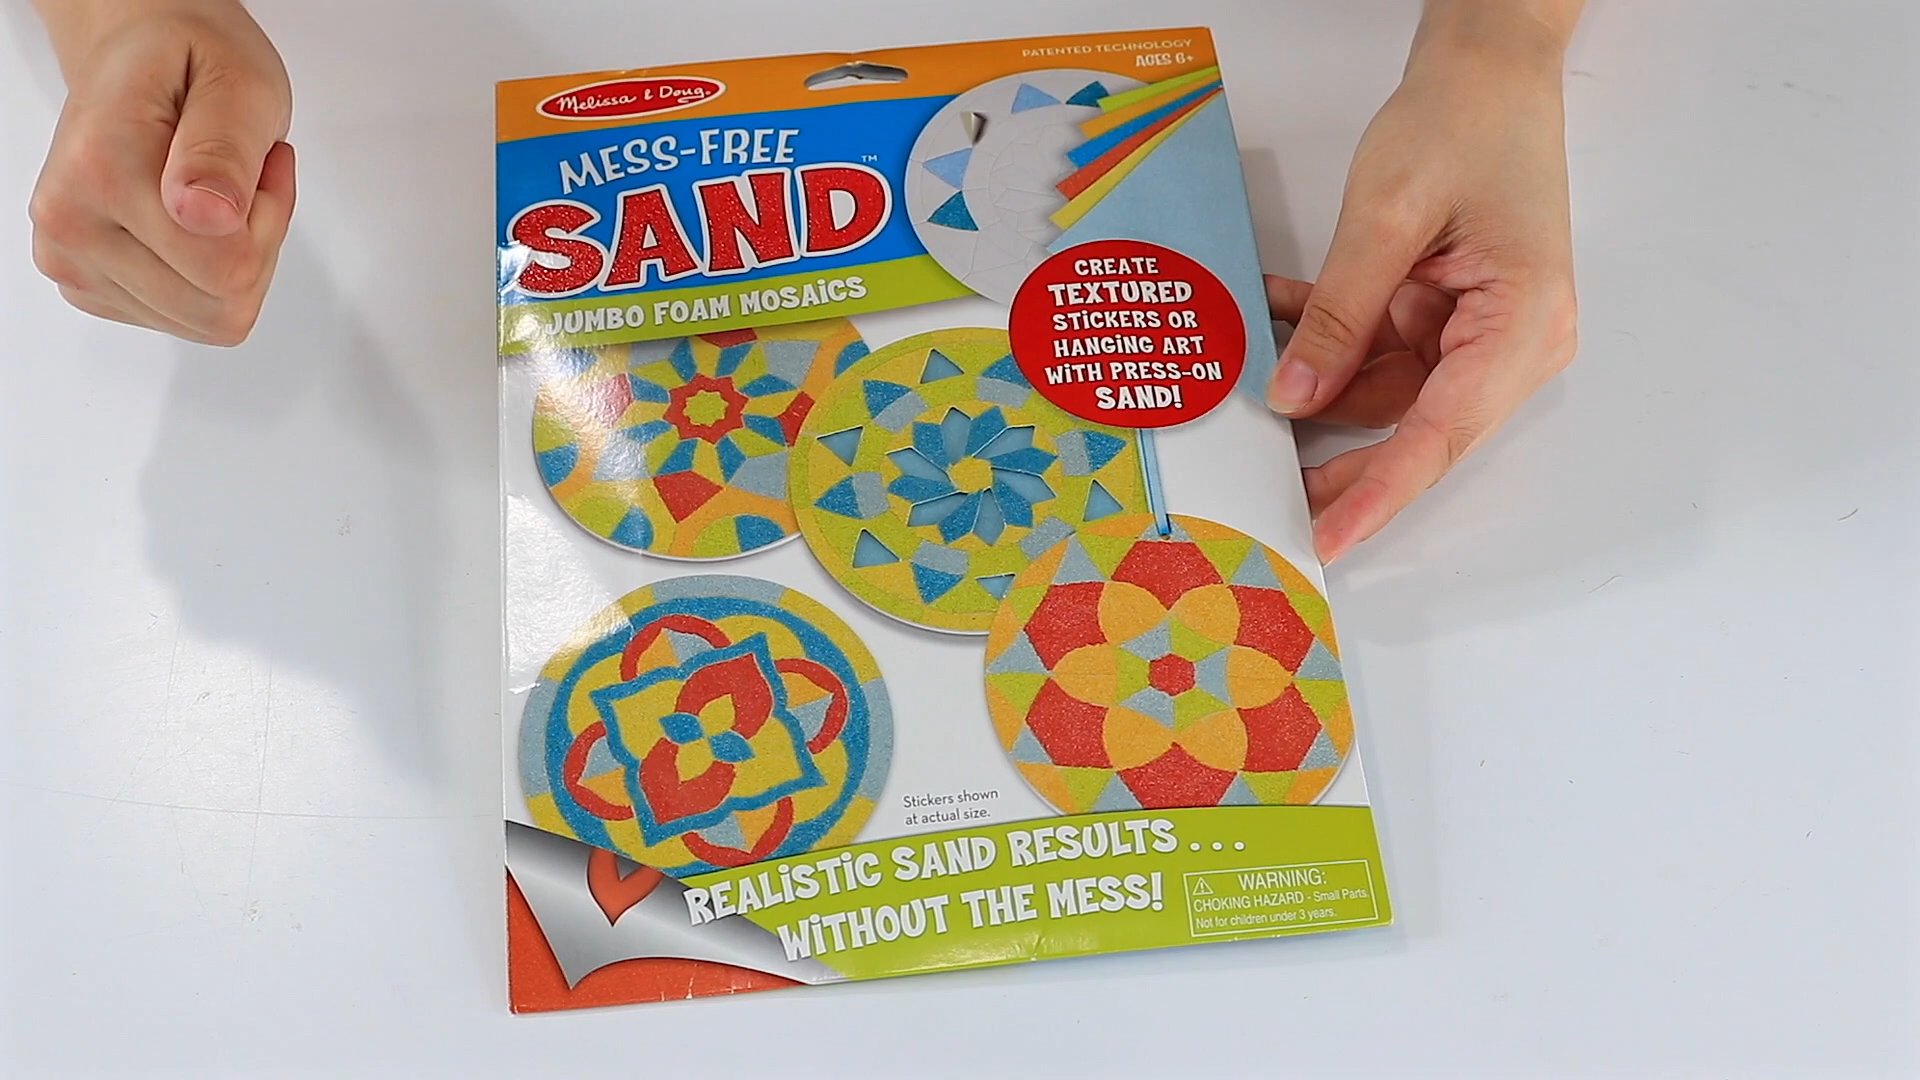 PATENTED TECHNOLOGY
AGES 6+
Melissa & Doug®
MESS-FREE
SAND™
JUMBO FOAM MOSAiCS
CREATE
TEXTURED
STiCKERS OR
HANGiNG ART
WiTH PRESS-ON
SAND!
Stickers shown
at actual size.
REALiSTiC SAND RESULTS...
WiTHOUT THE MESS!
WARNING:
CHOKING HAZARD - Small Parts.
Not for children under 3 years.